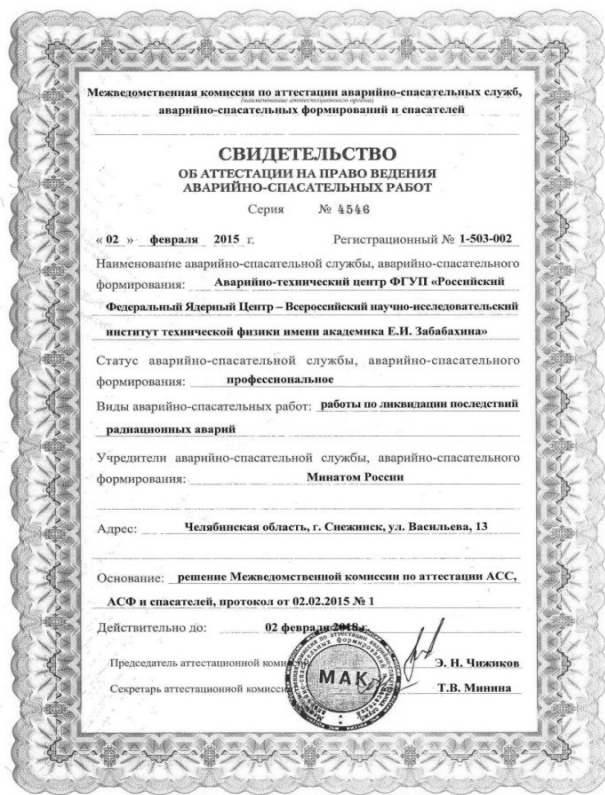 Межведомственная комиссия по аттестации аварийно-спасательных служб,
(наименование аттестационного органа)
аварийно-спасательных формирований и спасателей
СВИДЕТЕЛЬСТВО
ОБ АТТЕСТАЦИИ НА ПРАВО ВЕДЕНИЯ
АВАРИЙНО-СПАСАТЕЛЬНЫХ РАБОТ
Серия № 4546
« 02 » февраля 2015 г. Регистрационный № 1-503-002
Наименование аварийно-спасательной службы, аварийно-спасательного
формирования: Аварийно-технический центр ФГУП «Российский
Федеральный Ядерный Центр – Всероссийский научно-исследовательский
институт технической физики имени академика Е.И. Забабахина»
Статус аварийно-спасательной службы, аварийно-спасательного
формирования: профессиональное
Виды аварийно-спасательных работ: работы по ликвидации последствий
радиационных аварий
Учредители аварийно-спасательной службы, аварийно-спасательного
формирования: Минатом России
Адрес: Челябинская область, г. Снежинск, ул. Васильева, 13
Основание: решение Межведомственной комиссии по аттестации АСС,
АСФ и спасателей, протокол от 02.02.2015 № 1
Действительно до: 02 февраля 2018 г.
Председатель аттестационной комиссии Э. Н. Чижиков
Секретарь аттестационной комиссии Т.В. Минина
МАК